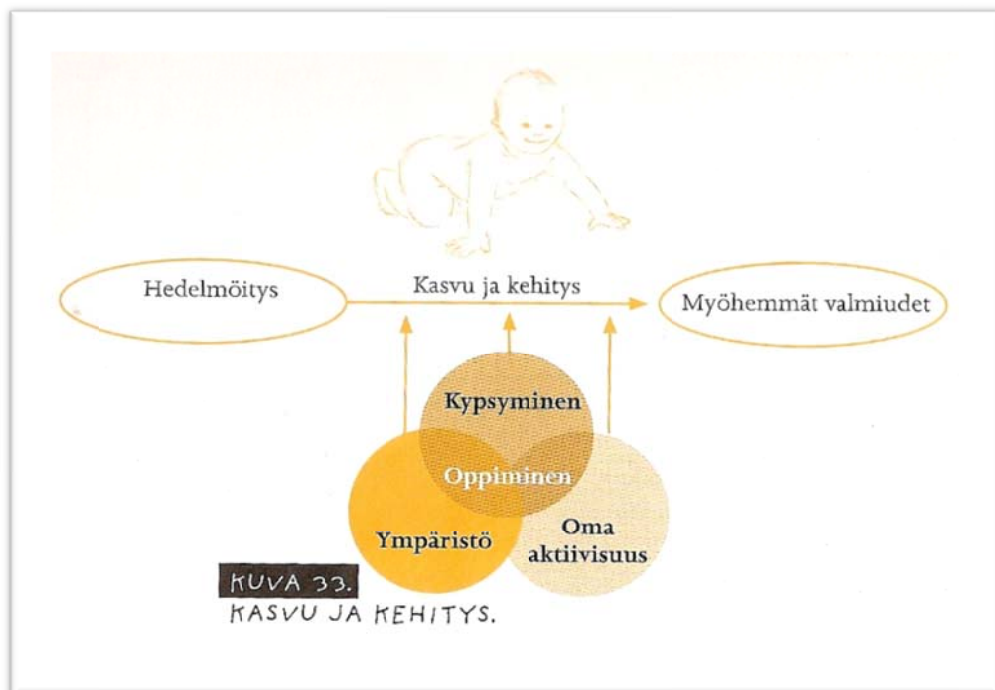 Hedelmöitys
Kasvu ja kehitys
Myöhemmät valmiudet
Kypsyminen
Oppiminen
Ympäristö
Oma
aktiivisuus
KUVA 33.
KASVU JA KEHITYS.